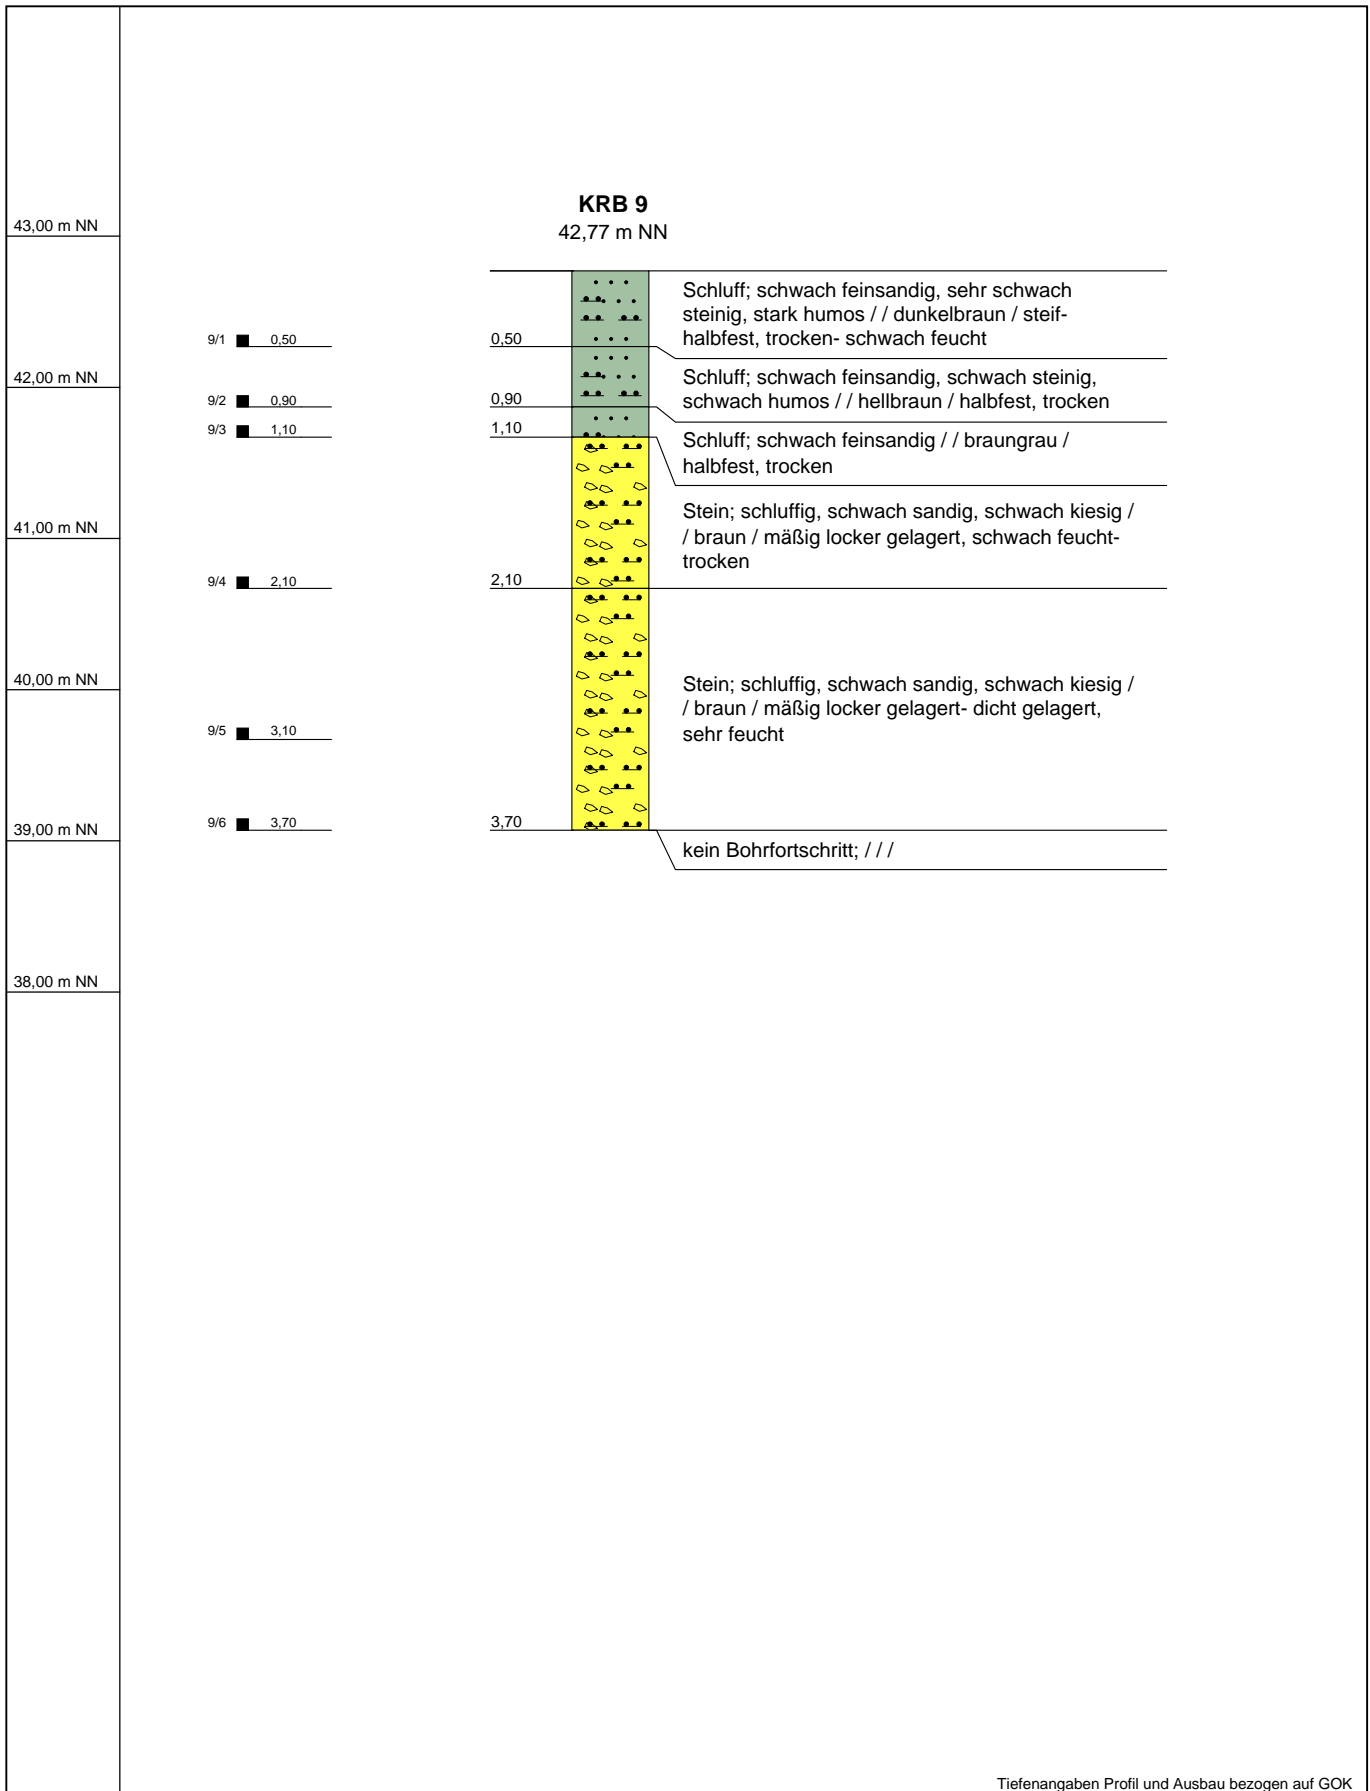 KRB 9
42,77 m NN
43,00 m NN
42,00 m NN
41,00 m NN
40,00 m NN
39,00 m NN
38,00 m NN
9/1 0,50
9/2 0,90
9/3 1,10
9/4 2,10
9/5 3,10
9/6 3,70
0,50
0,90
1,10
2,10
3,70
Schluff; schwach feinsandig, sehr schwach
steinig, stark humos / / dunkelbraun / steif-
halbfest, trocken- schwach feucht
Schluff; schwach feinsandig, schwach steinig,
schwach humos / / hellbraun / halbfest, trocken
Schluff; schwach feinsandig / / braungrau /
halbfest, trocken
Stein; schluffig, schwach sandig, schwach kiesig /
/ braun / mäßig locker gelagert, schwach feucht-
trocken
Stein; schluffig, schwach sandig, schwach kiesig /
/ braun / mäßig locker gelagert- dicht gelagert,
sehr feucht
kein Bohrfortschritt; / / /
Tiefenangaben Profil und Ausbau bezogen auf GOK